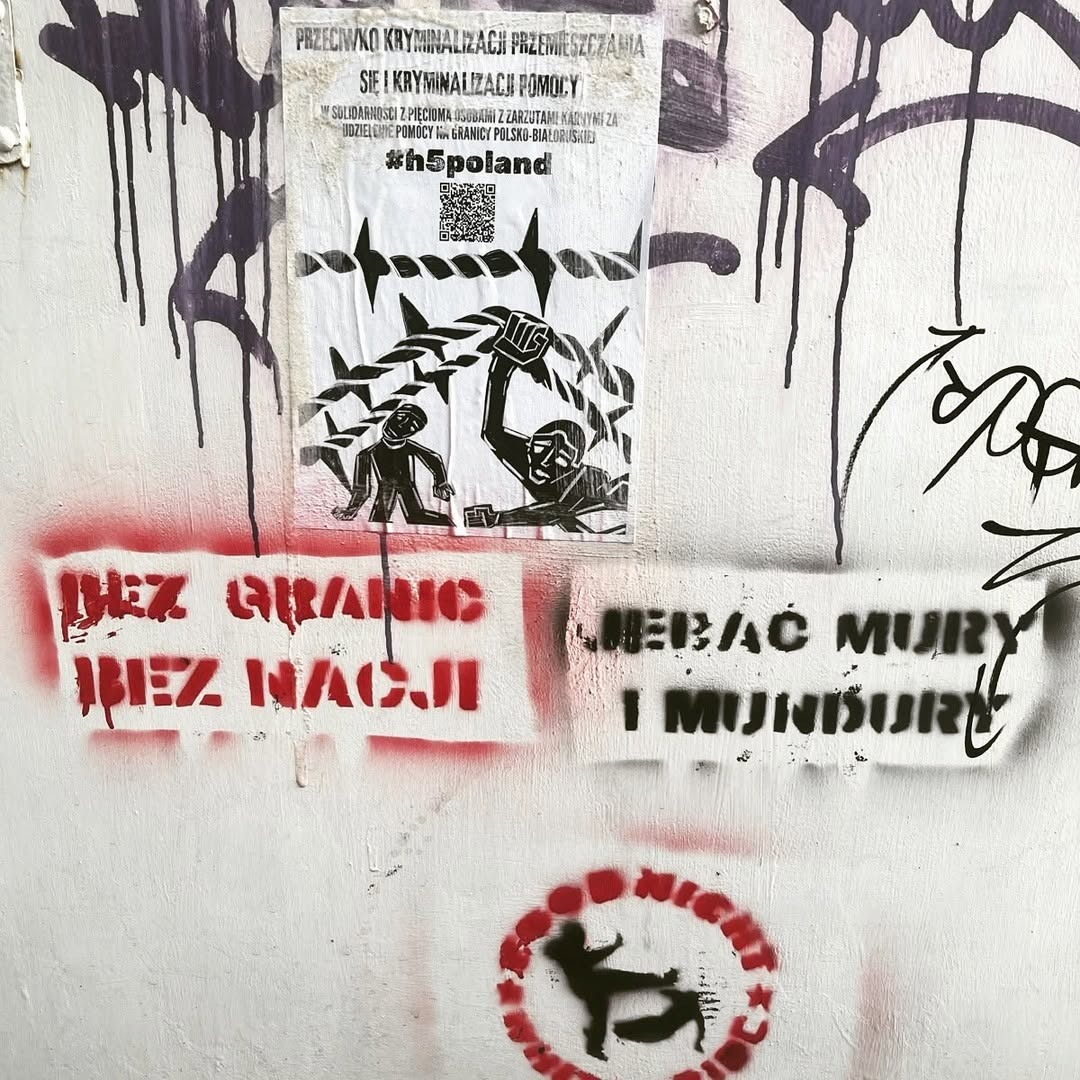 PRZECIWKO KRYMINALIZACJI PRZEMIESZCZANIA
SIĘ I KRYMINALIZACJI POMOCY
W SOLIDARNOŚCI Z PIĘCIOMA OSOBAMI Z ZARZUTAMI KARNYMI ZA
UDZIELENIE POMOCY NA GRANICY POLSKO-BIAŁORUSKIEJ
#h5poland
BEZ GRANIC
BEZ NACJI
JEBAĆ MURY
I MUNDURY
GOOD NIGHT